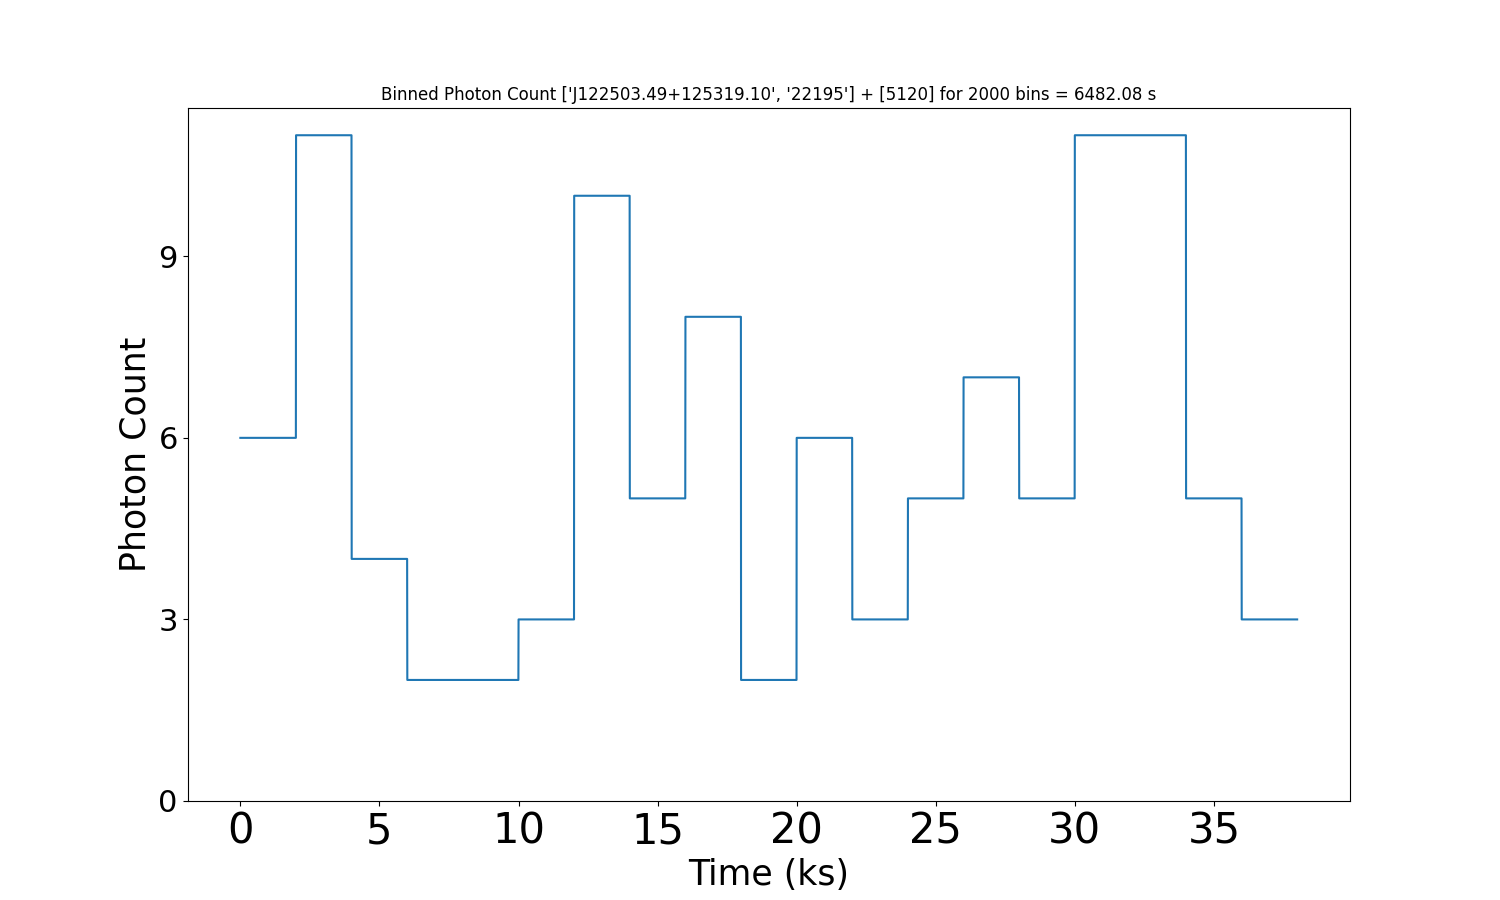 Binned Photon Count ['J122503.49+125319.10', '22195'] + [5120] for 2000 bins = 6482.08 s
9
6
3
0
Photon Count
0 5 10 15 20 25 30 35
Time (ks)